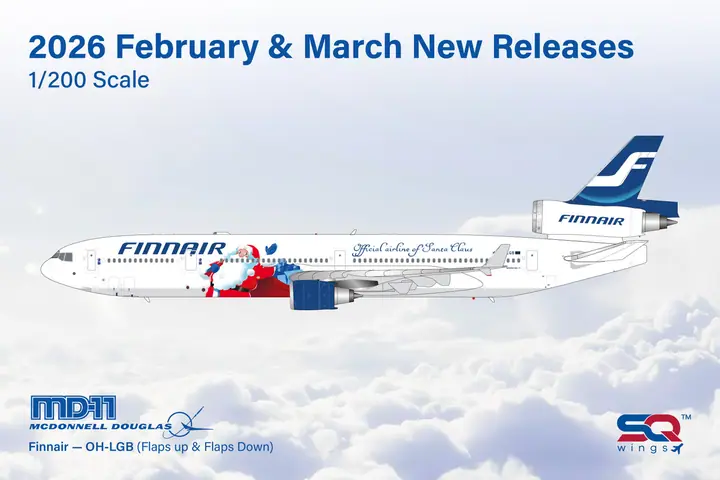 2026 February & March New Releases
1/200 Scale
FINNAIR
FINNAIR
Official airline of Santa Claus
MD-11
MCDONNELL DOUGLAS
Finnair — OH-LGB (Flaps up & Flaps Down)
SQ™
wings